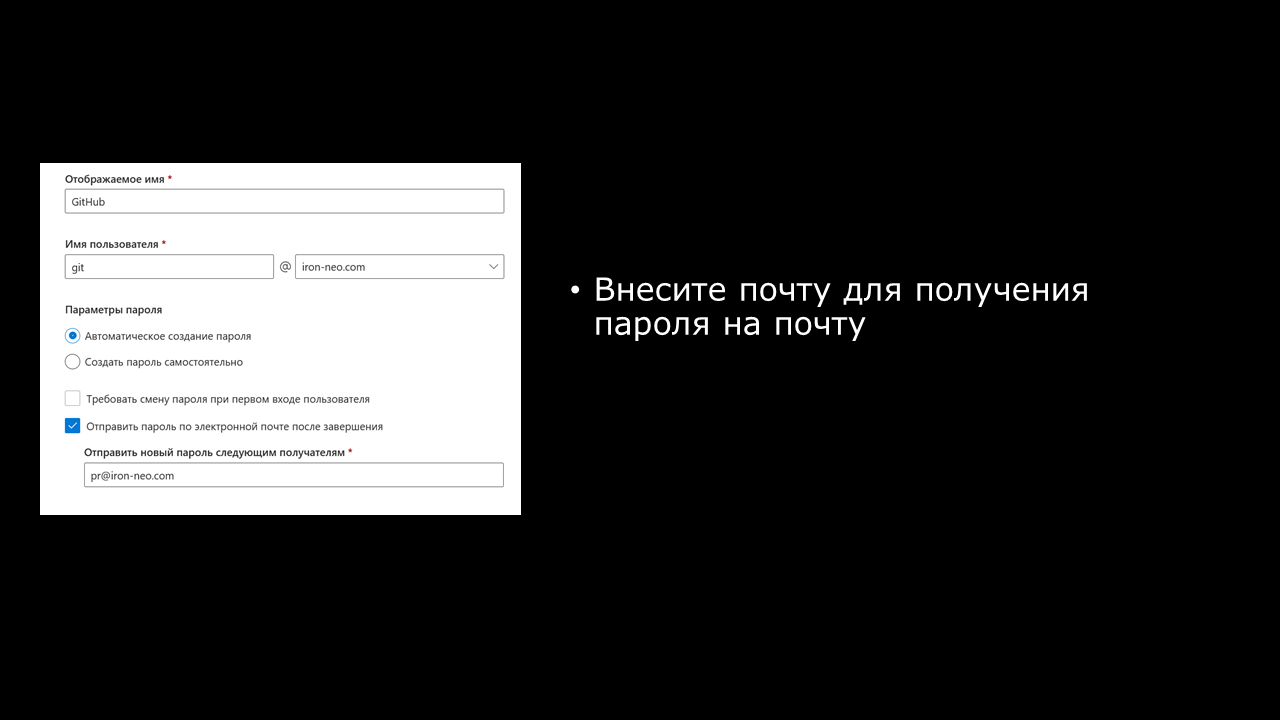 Отображаемое имя *
GitHub
Имя пользователя *
git @ iron-neo.com
Параметры пароля
Автоматическое создание пароля
Создать пароль самостоятельно
Требовать смену пароля при первом входе пользователя
Отправить пароль по электронной почте после завершения
Отправить новый пароль следующим получателям *
pr@iron-neo.com
• Внесите почту для получения
пароля на почту